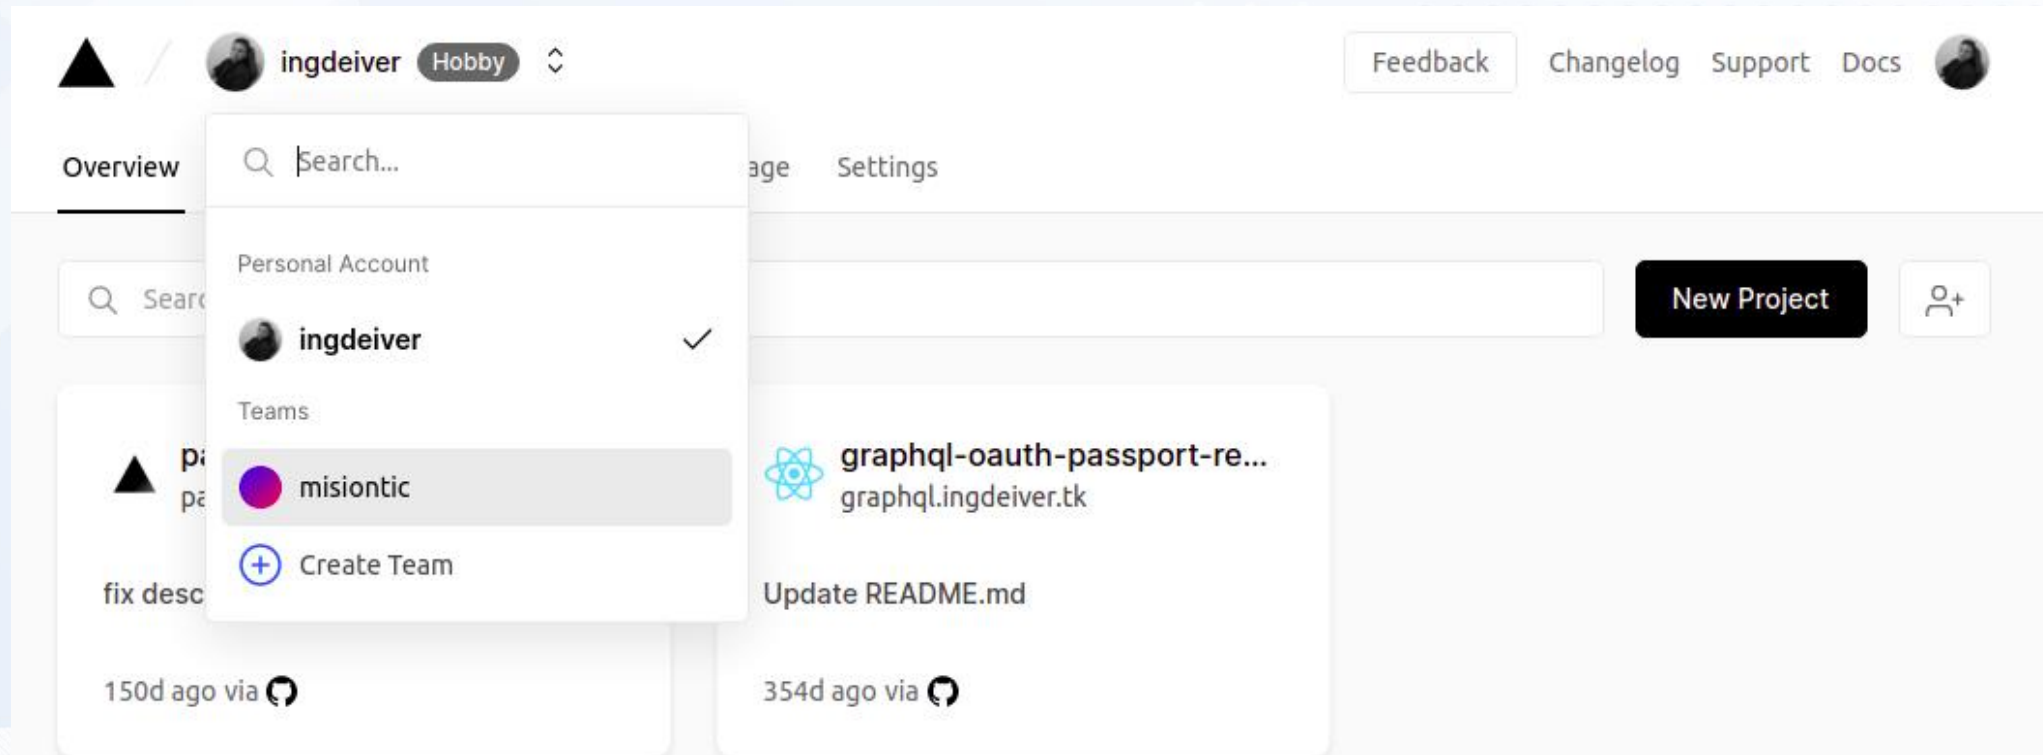 ingdeiver Hobby
Feedback Changelog Support Docs
Overview
Search...
Settings
Personal Account
New Project
ingdeiver
Teams
graphql-oauth-passport-re...
misiontic
graphql.ingdeiver.tk
Create Team
fix desc
Update README.md
150d ago via
354d ago via